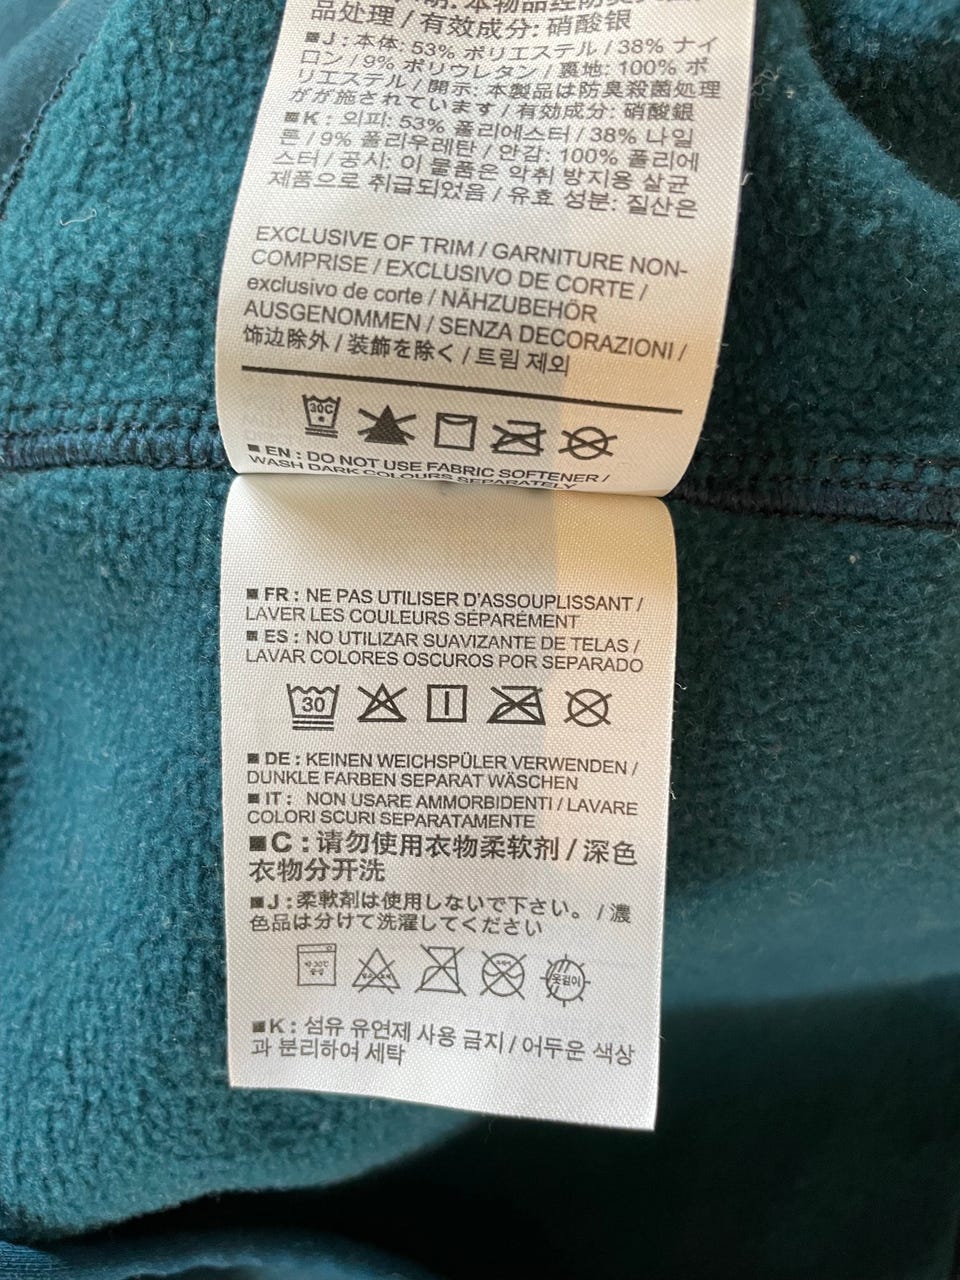 品处理 / 有效成分: 硝酸银
■J : 本体: 53% ポリエステル / 38% ナイ
ロン / 9% ポリウレタン / 裏地: 100% ポ
リエステル / 開示: 本製品は防臭殺菌処理
がが施されています / 有効成分: 硝酸銀
■K : 외피: 53% 폴리에스터 / 38% 나일
론 / 9% 폴리우레탄 / 안감: 100% 폴리에
스터 / 공시: 이 물품은 악취 방지용 살균
제품으로 취급되었음 / 유효 성분: 질산은
EXCLUSIVE OF TRIM / GARNITURE NON-
COMPRISE / EXCLUSIVO DE CORTE /
exclusivo de corte / NÄHZUBEHÖR
AUSGENOMMEN / SENZA DECORAZIONI /
饰边除外 / 装飾を除く / 트림 제외
30C
■ EN : DO NOT USE FABRIC SOFTENER /
WASH DARK COLOURS SEPARATELY
■ FR : NE PAS UTILISER D'ASSOUPLISSANT /
LAVER LES COULEURS SÉPARÉMENT
■ ES : NO UTILIZAR SUAVIZANTE DE TELAS /
LAVAR COLORES OSCUROS POR SEPARADO
30
■ DE : KEINEN WEICHSPÜLER VERWENDEN /
DUNKLE FARBEN SEPARAT WÄSCHEN
■ IT : NON USARE AMMORBIDENTI / LAVARE
COLORI SCURI SEPARATAMENTE
■C : 请勿使用衣物柔软剂 / 深色
衣物分开洗
■J : 柔軟剤は使用しないで下さい。 / 濃
色品は分けて洗濯してください
약 30℃
중성 옷걸이
■K : 섬유 유연제 사용 금지 / 어두운 색상
과 분리하여 세탁